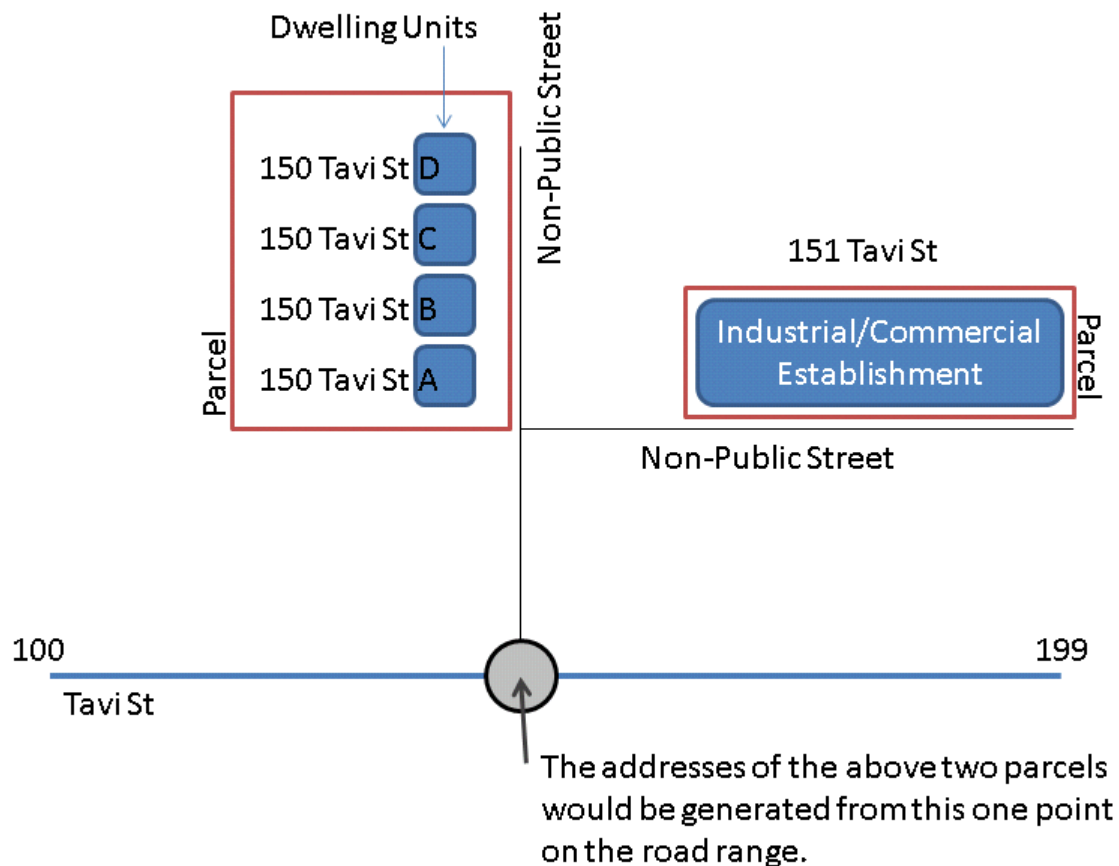 Dwelling Units
Non-Public Street
150 Tavi St D
150 Tavi St C
150 Tavi St B
150 Tavi St A
Parcel
151 Tavi St
Industrial/Commercial
Establishment
Parcel
Non-Public Street
100
199
Tavi St
The addresses of the above two parcels
would be generated from this one point
on the road range.